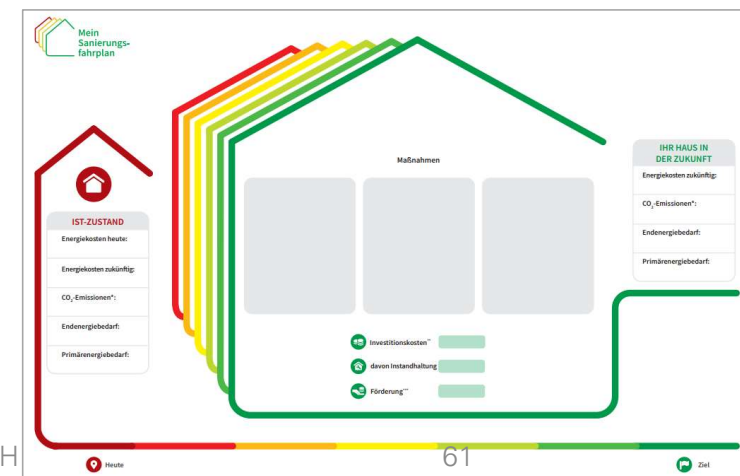 Mein
Sanierungs-
fahrplan
Maßnahmen
IHR HAUS IN
DER ZUKUNFT
Energiekosten zukünftig:
CO₂-Emissionen*:
Endenergiebedarf:
Primärenergiebedarf:
IST-ZUSTAND
Energiekosten heute:
Energiekosten zukünftig:
CO₂-Emissionen*:
Endenergiebedarf:
Primärenergiebedarf:
Investitionskosten**
davon Instandhaltung
Förderung***
H
61
Heute
Ziel